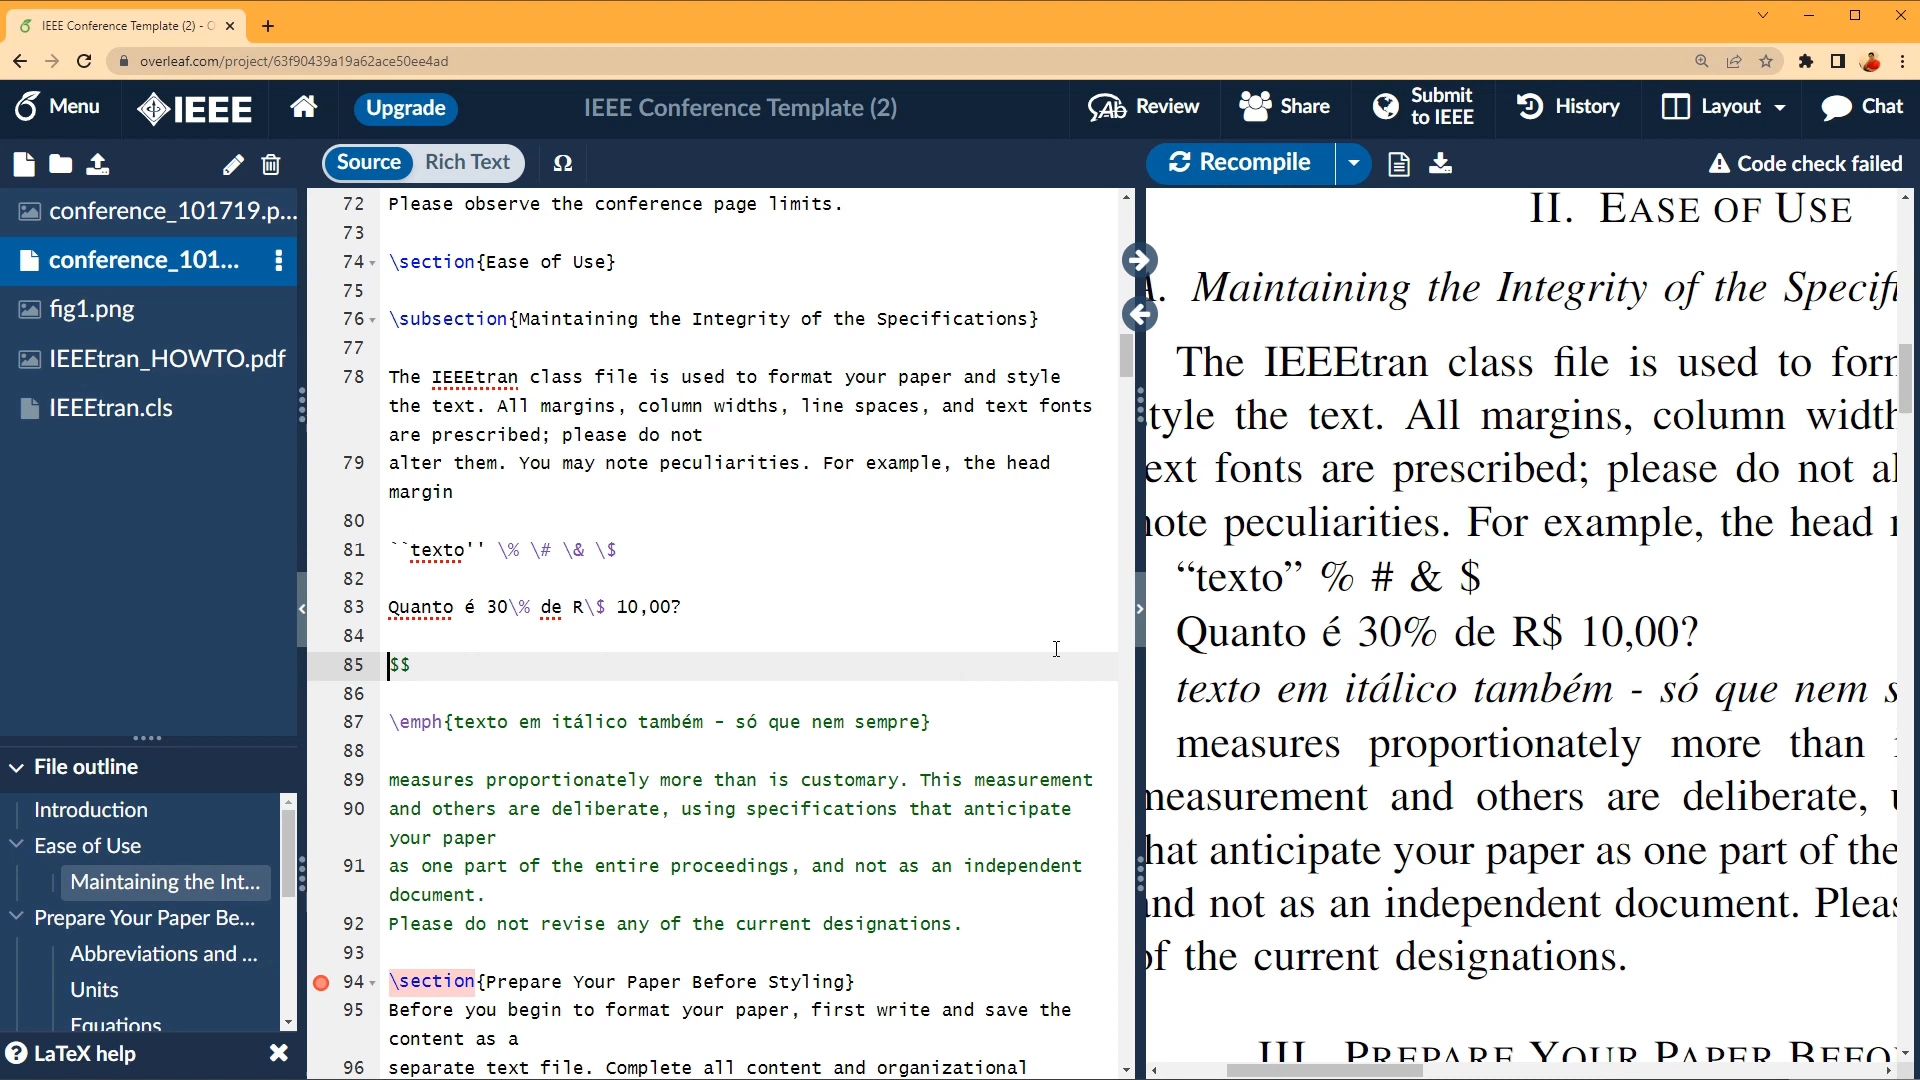 IEEE Conference Template (2) - O
overleaf.com/project/63f90439a19a62ace50ee4ad
Menu
IEEE
Upgrade
IEEE Conference Template (2)
Review
Share
Submit
to IEEE
History
Layout
Chat
Source
Rich Text
Ω
Recompile
Code check failed
conference_101719.p...
conference_101...
fig1.png
IEEEtran_HOWTO.pdf
IEEEtran.cls
File outline
Introduction
Ease of Use
Maintaining the Int...
Prepare Your Paper Be...
Abbreviations and ...
Units
Equations
LaTeX help
72 Please observe the conference page limits.
73
74 \section{Ease of Use}
75
76 \subsection{Maintaining the Integrity of the Specifications}
77
78 The IEEEtran class file is used to format your paper and style
the text. All margins, column widths, line spaces, and text fonts
are prescribed; please do not
79 alter them. You may note peculiarities. For example, the head
margin
80
81 ``texto'' \% \# \& \$
82
83 Quanto é 30\% de R\$ 10,00?
84
85 $$
86
87 \emph{texto em itálico também - só que nem sempre}
88
89 measures proportionately more than is customary. This measurement
90 and others are deliberate, using specifications that anticipate
your paper
91 as one part of the entire proceedings, and not as an independent
document.
92 Please do not revise any of the current designations.
93
94 \section{Prepare Your Paper Before Styling}
95 Before you begin to format your paper, first write and save the
content as a
96 separate text file. Complete all content and organizational
II. EASE OF USE
A. Maintaining the Integrity of the Specifi
The IEEEtran class file is used to form
tyle the text. All margins, column widt
ext fonts are prescribed; please do not al
note peculiarities. For example, the head
“texto” % # & $
Quanto é 30% de R$ 10,00?
texto em itálico também - só que nem s
measures proportionately more than
measurement and others are deliberate,
hat anticipate your paper as one part of the
and not as an independent document. Pleas
of the current designations.
III. PREPARE YOUR PAPER BEFO